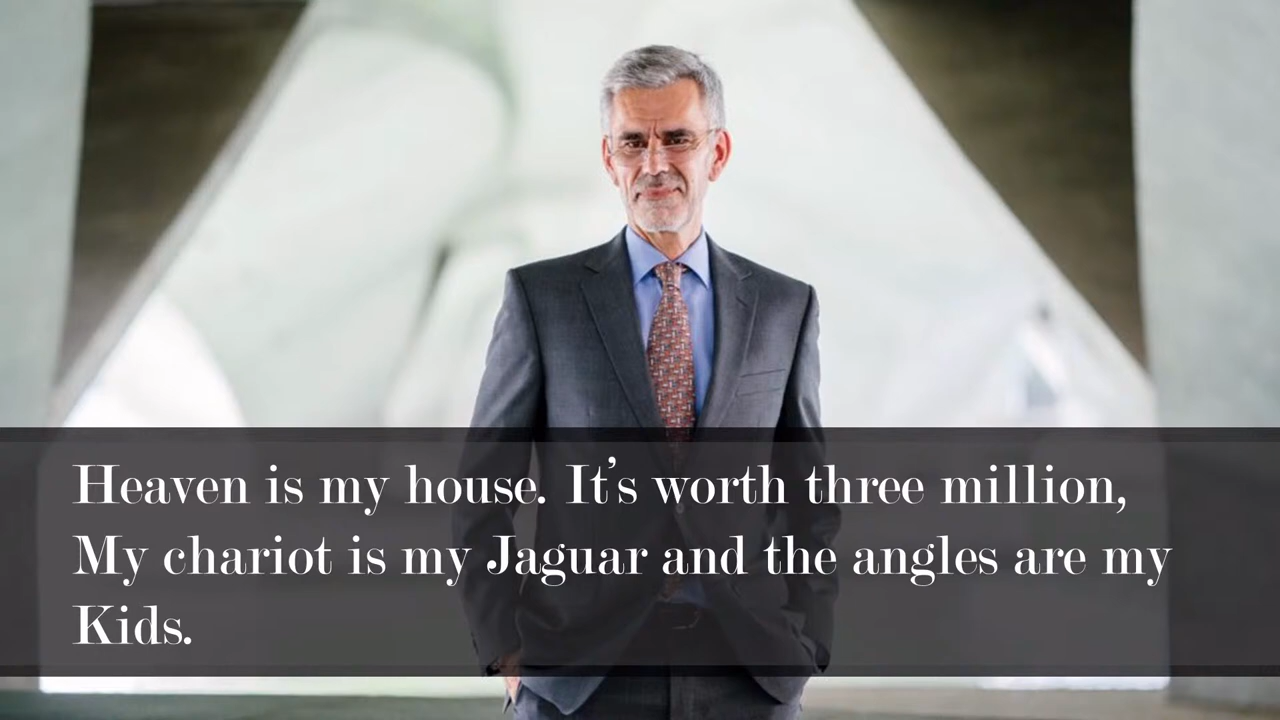 Heaven is my house. It's worth three million,
My chariot is my Jaguar and the angles are my
Kids.